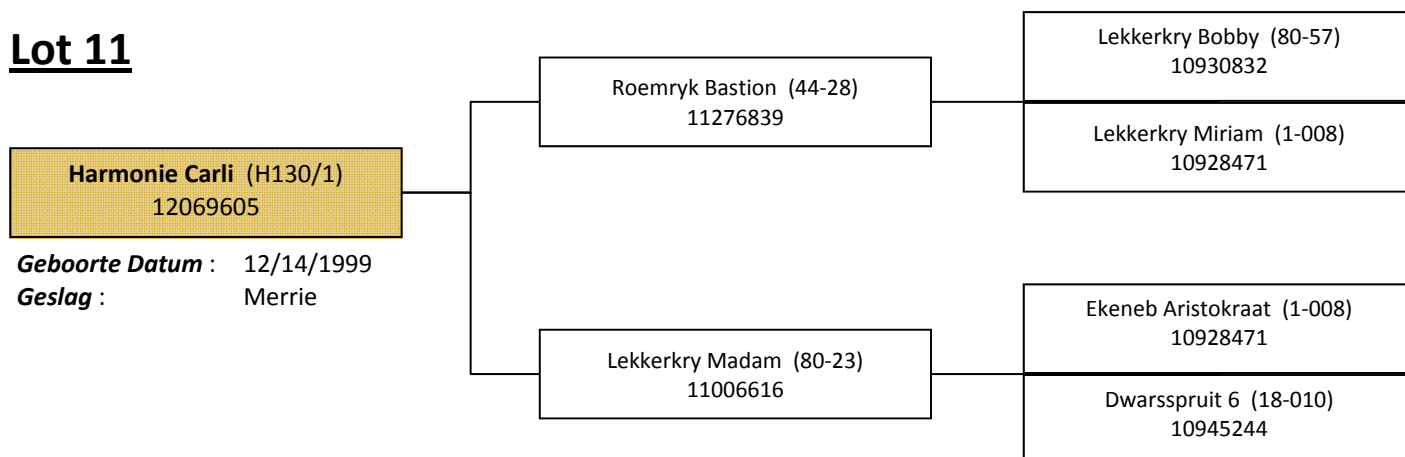 Lot 11
Lekkerkry Bobby (80-57)
10930832
Roemryk Bastion (44-28)
11276839
Lekkerkry Miriam (1-008)
10928471
Harmonie Carli (H130/1)
12069605
Geboorte Datum : 12/14/1999
Geslag : Merrie
Ekeneb Aristokraat (1-008)
10928471
Lekkerkry Madam (80-23)
11006616
Dwarsspruit 6 (18-010)
10945244